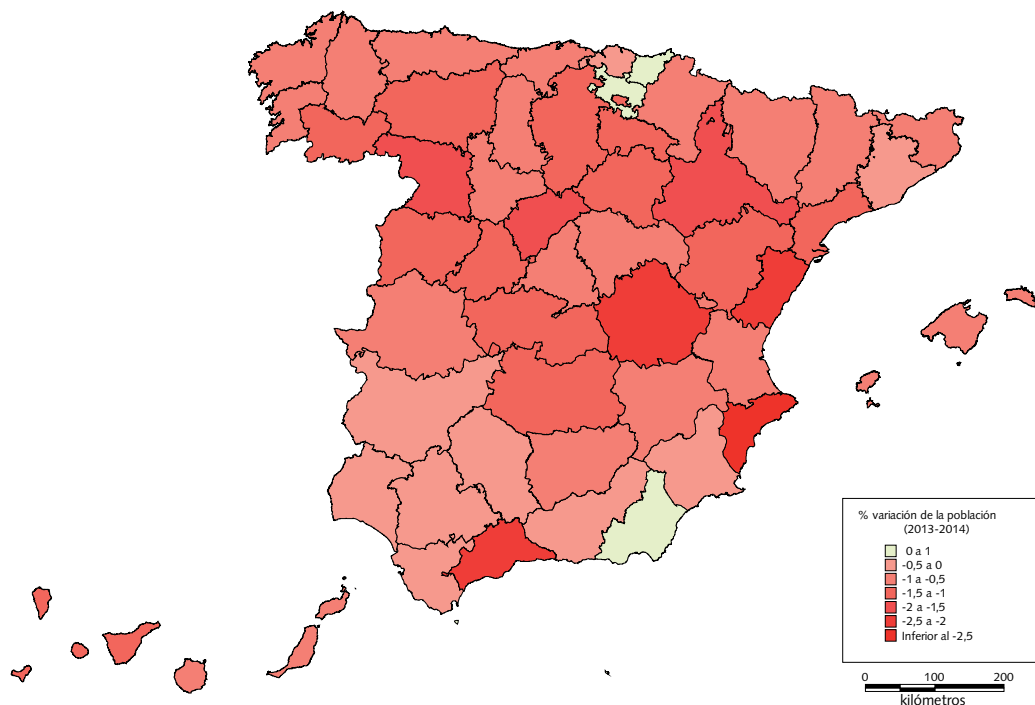 % variación de la población
(2013-2014)
0 a 1
-0,5 a 0
-1 a -0,5
-1,5 a -1
-2 a -1,5
-2,5 a -2
Inferior al -2,5
0 100 200
kilómetros